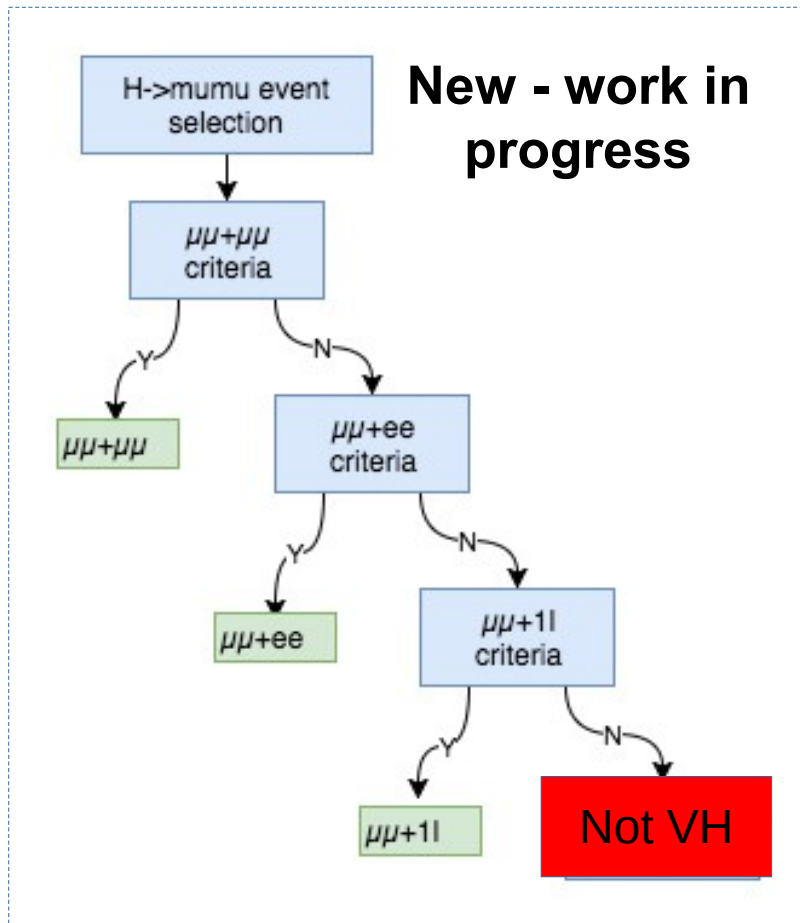 New - work in
progress
H->mumu event
selection
µµ+µµ
criteria
Y
N
µµ+µµ
µµ+ee
criteria
Y
N
µµ+ee
µµ+1l
criteria
Y
N
µµ+1l
Not VH